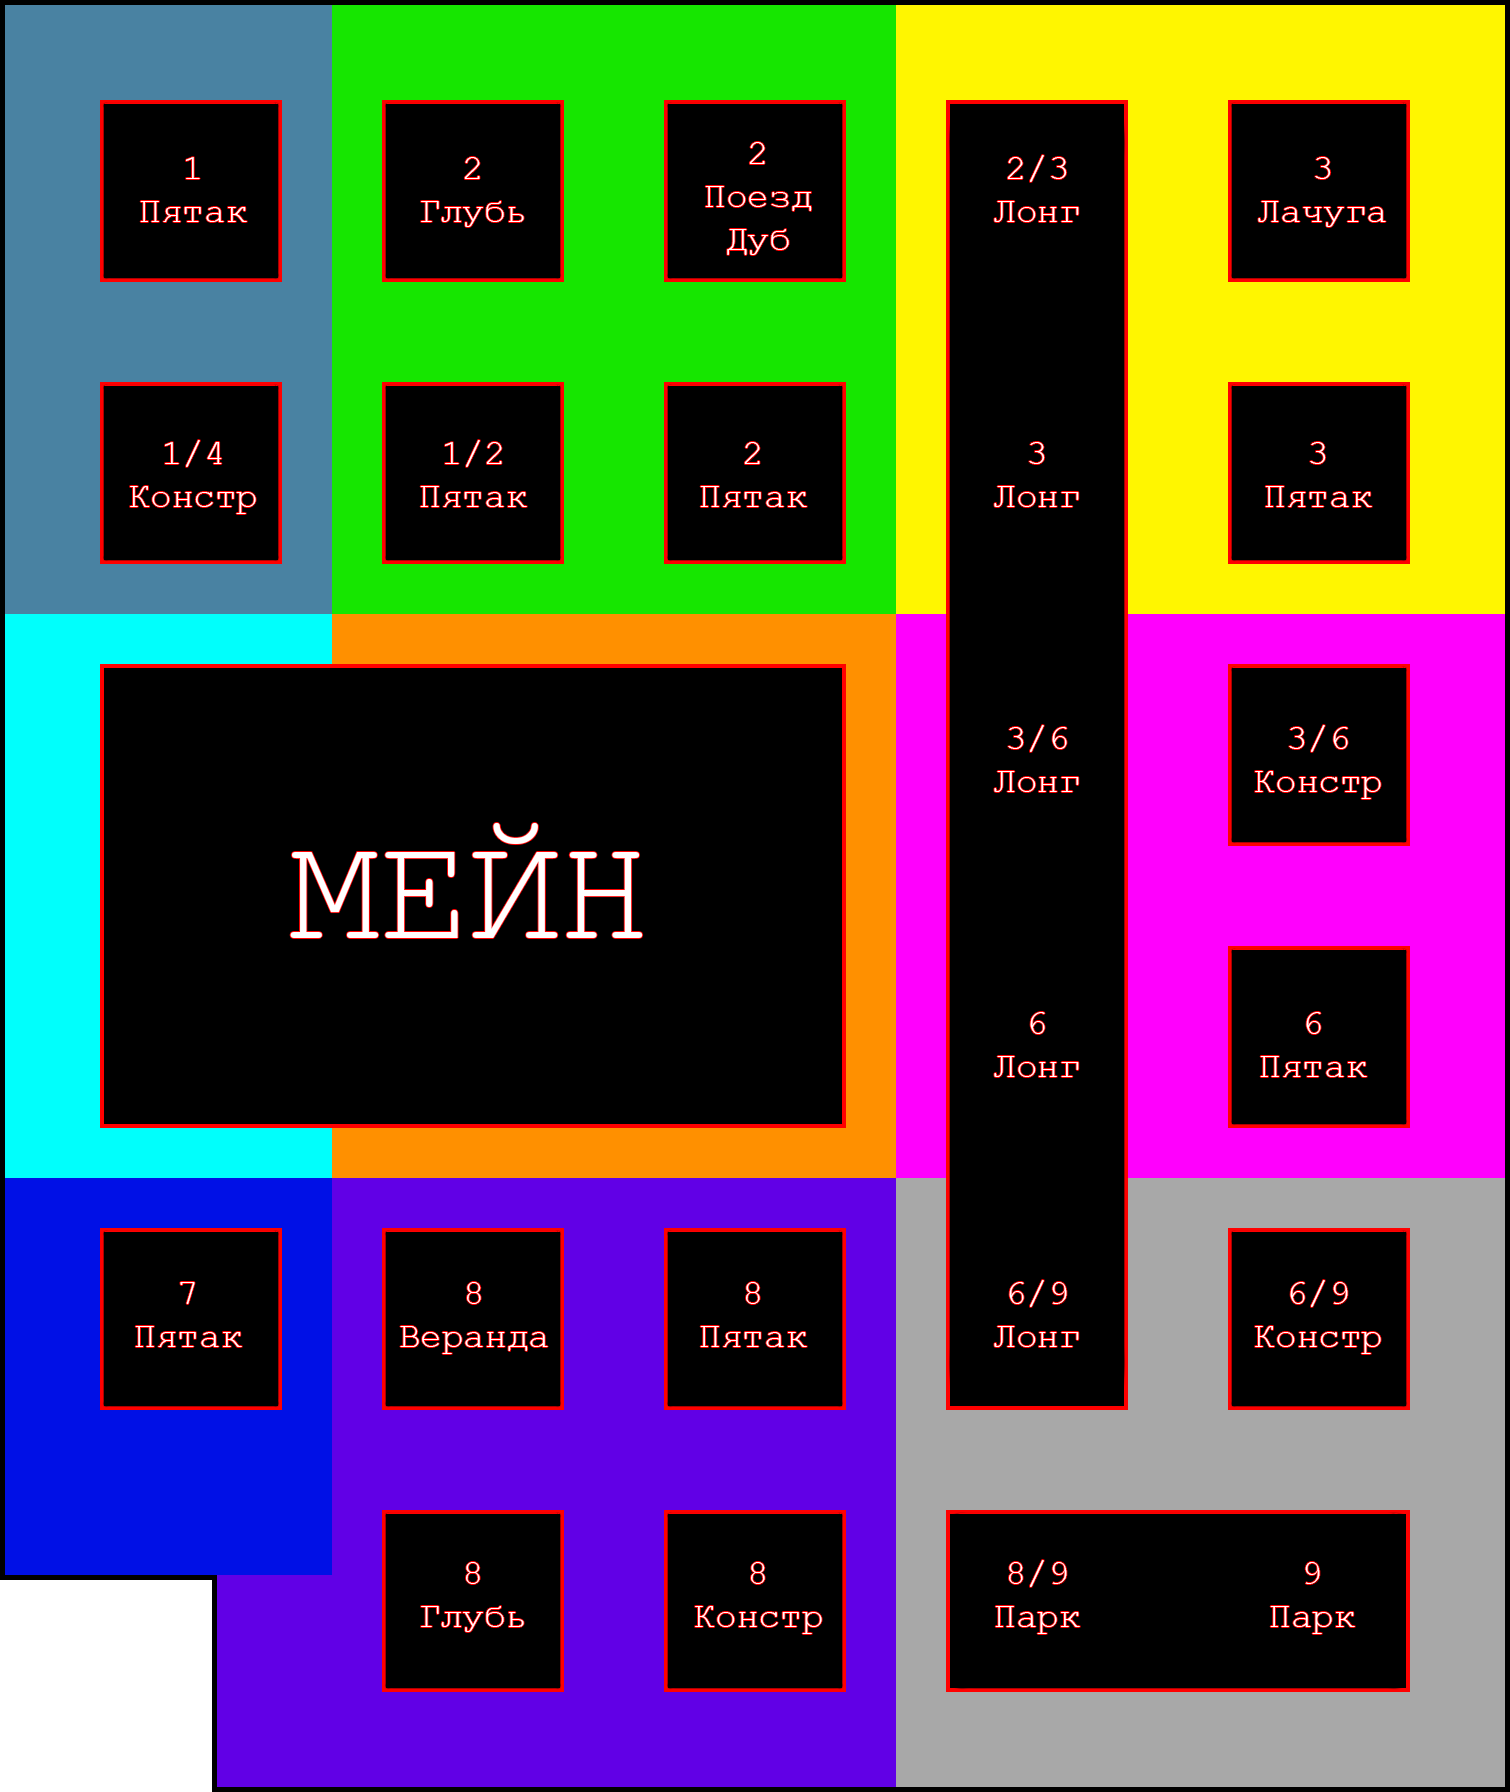 1
Пятак
2
Глубь
2
Поезд
Дуб
2/3
Лонг
3
Лачуга
1/4
Констр
1/2
Пятак
2
Пятак
3
Лонг
3
Пятак
МЕЙН
3/6
Лонг
3/6
Констр
6
Лонг
6
Пятак
7
Пятак
8
Веранда
8
Пятак
6/9
Лонг
6/9
Констр
8
Глубь
8
Констр
8/9
Парк
9
Парк